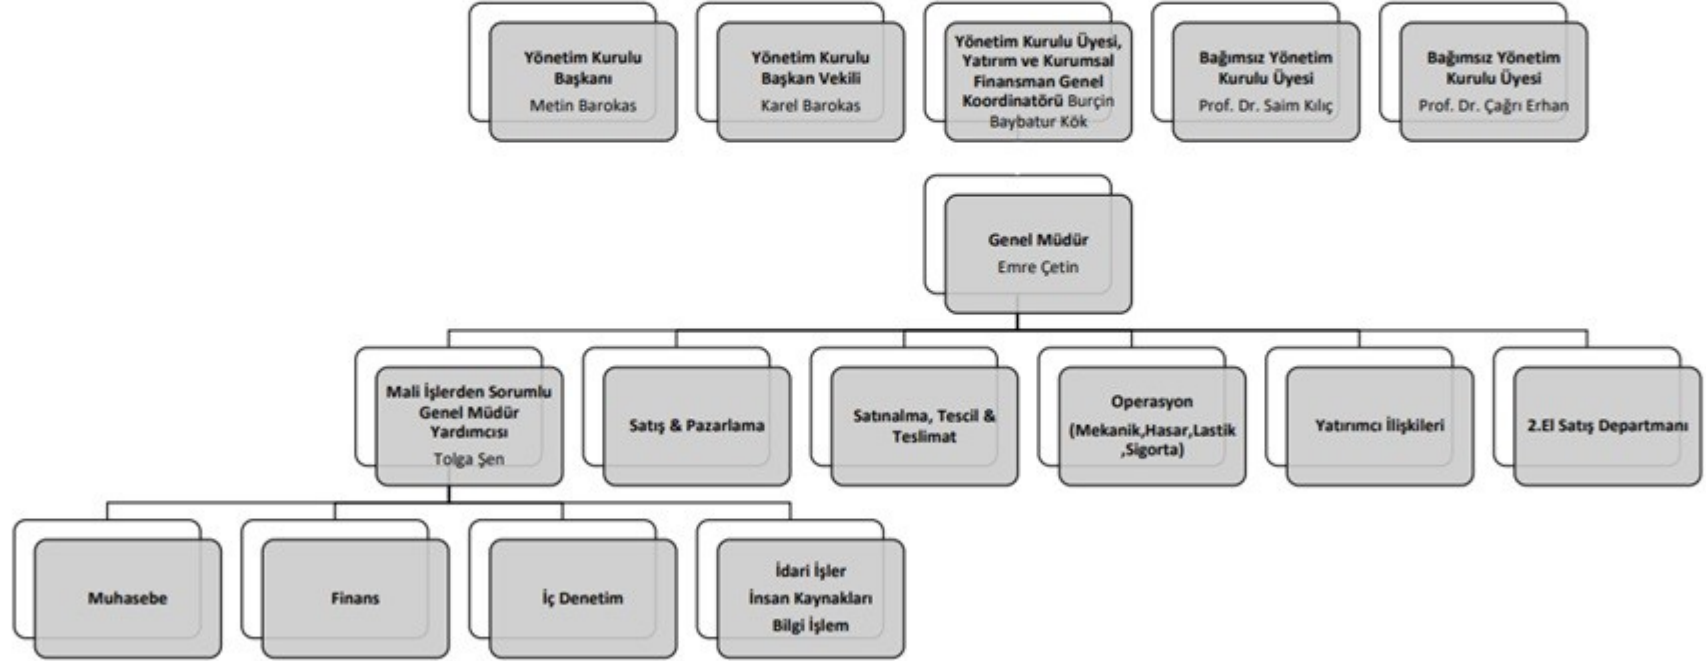 Yönetim Kurulu
Başkanı
Metin Barokas
Yönetim Kurulu
Başkan Vekili
Karel Barokas
Yönetim Kurulu Üyesi,
Yatırım ve Kurumsal
Finansman Genel
Koordinatörü Burçin
Baybatur Kök
Bağımsız Yönetim
Kurulu Üyesi
Prof. Dr. Saim Kılıç
Bağımsız Yönetim
Kurulu Üyesi
Prof. Dr. Çağrı Erhan
Genel Müdür
Emre Çetin
Mali İşlerden Sorumlu
Genel Müdür
Yardımcısı
Tolga Şen
Satış & Pazarlama
Satınalma, Tescil &
Teslimat
Operasyon
(Mekanik,Hasar,Lastik
,Sigorta)
Yatırımcı İlişkileri
2.El Satış Departmanı
Muhasebe
Finans
İç Denetim
İdari İşler
İnsan Kaynakları
Bilgi İşlem